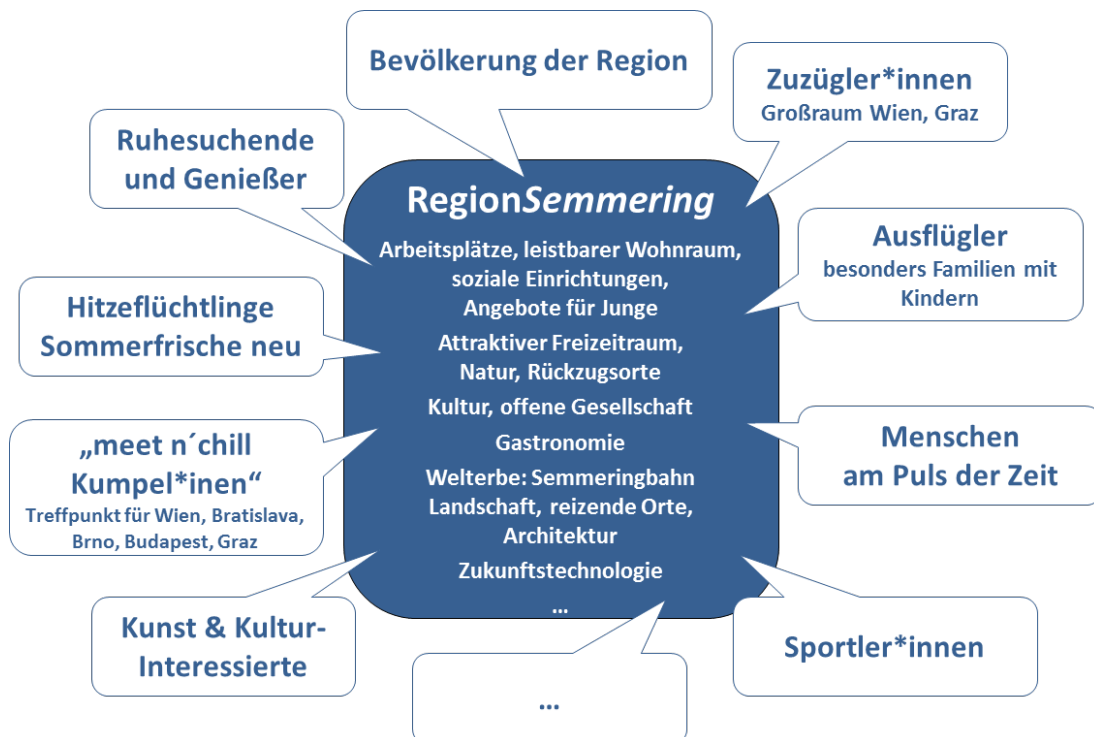 Bevölkerung der Region
Zuzügler*innen
Großraum Wien, Graz
Ruhesuchende
und Genießer
RegionSemmering
Arbeitsplätze, leistbarer Wohnraum,
soziale Einrichtungen,
Angebote für Junge
Attraktiver Freizeitraum,
Natur, Rückzugsorte
Kultur, offene Gesellschaft
Gastronomie
Welterbe: Semmeringbahn
Landschaft, reizende Orte,
Architektur
Zukunftstechnologie
...
Ausflügler
besonders Familien mit
Kindern
Hitzeflüchtlinge
Sommerfrische neu
„meet n´chill
Kumpel*inen“
Treffpunkt für Wien, Bratislava,
Brno, Budapest, Graz
Menschen
am Puls der Zeit
Kunst & Kultur-
Interessierte
Sportler*innen
...